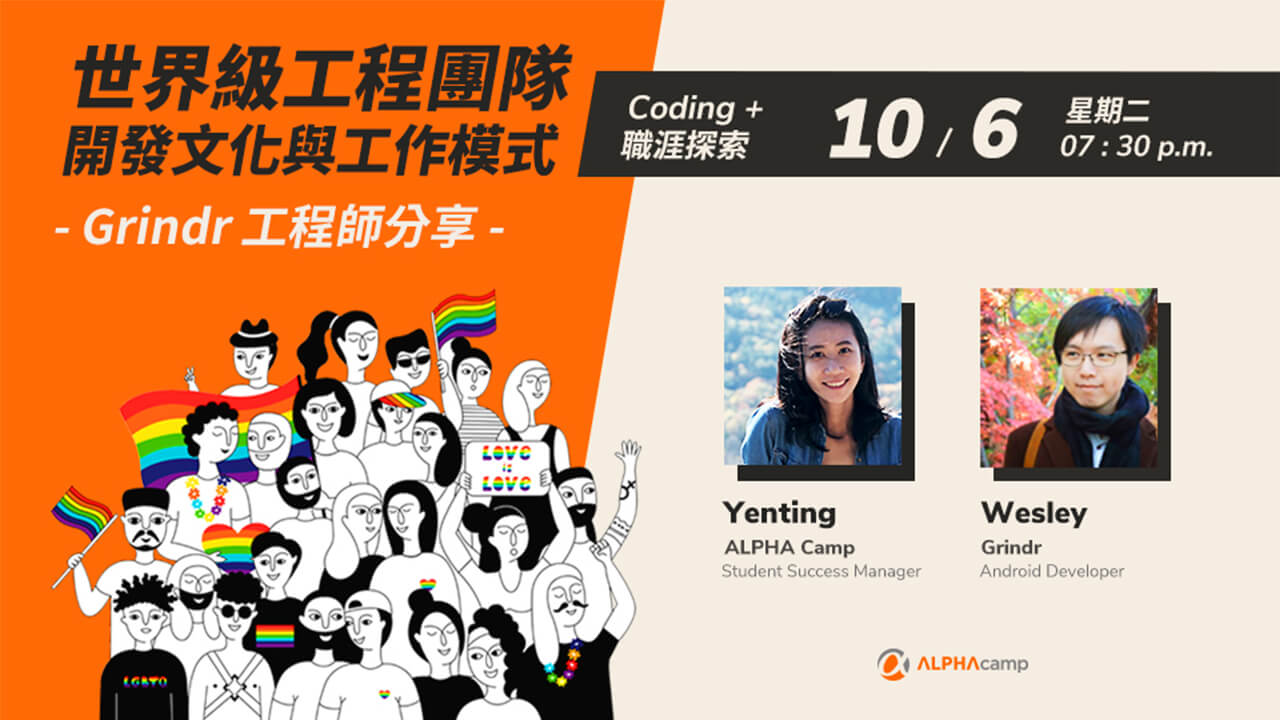 世界級工程團隊
開發文化與工作模式
- Grindr 工程師分享 -
Coding +
職涯探索
10 / 6
星期二
07 : 30 p.m.
LOVE
is
LOVE
LGBTQ
Yenting
ALPHA Camp
Student Success Manager
Wesley
Grindr
Android Developer
ALPHAcamp